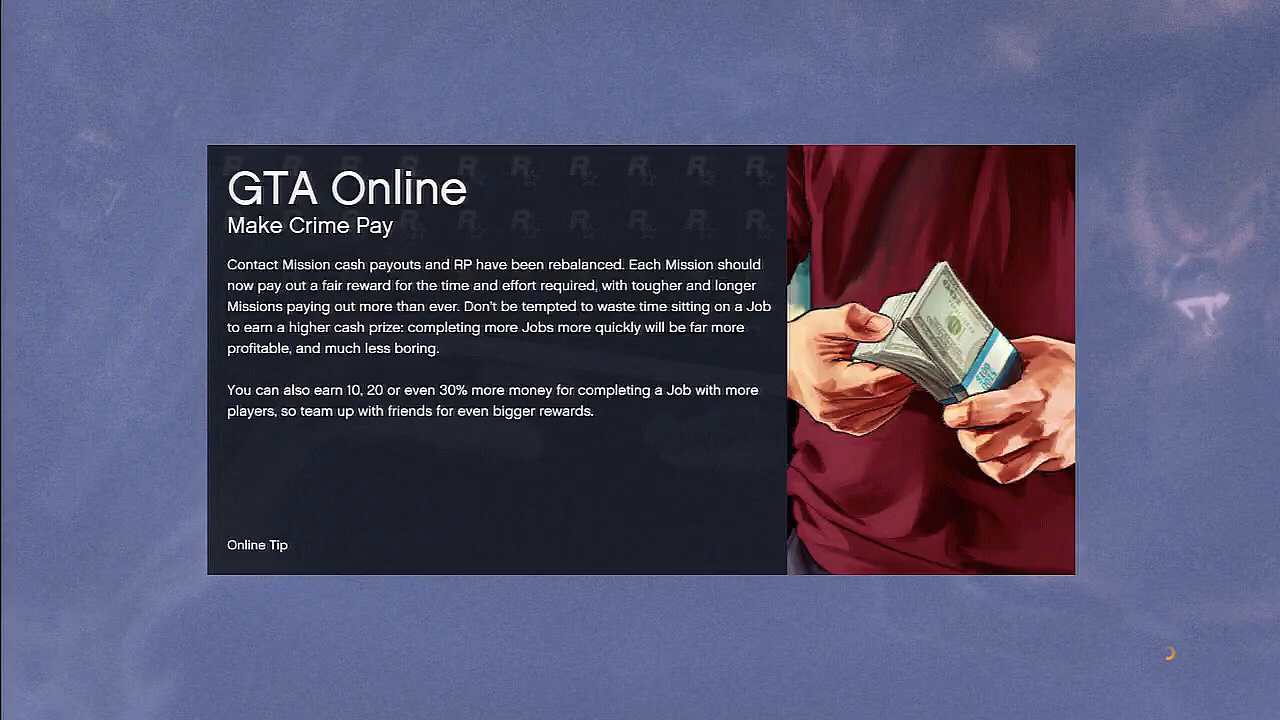 GTA Online
Make Crime Pay
Contact Mission cash payouts and RP have been rebalanced. Each Mission should
now pay out a fair reward for the time and effort required, with tougher and longer
Missions paying out more than ever. Don't be tempted to waste time sitting on a Job
to earn a higher cash prize: completing more Jobs more quickly will be far more
profitable, and much less boring.
You can also earn 10, 20 or even 30% more money for completing a Job with more
players, so team up with friends for even bigger rewards.
Online Tip